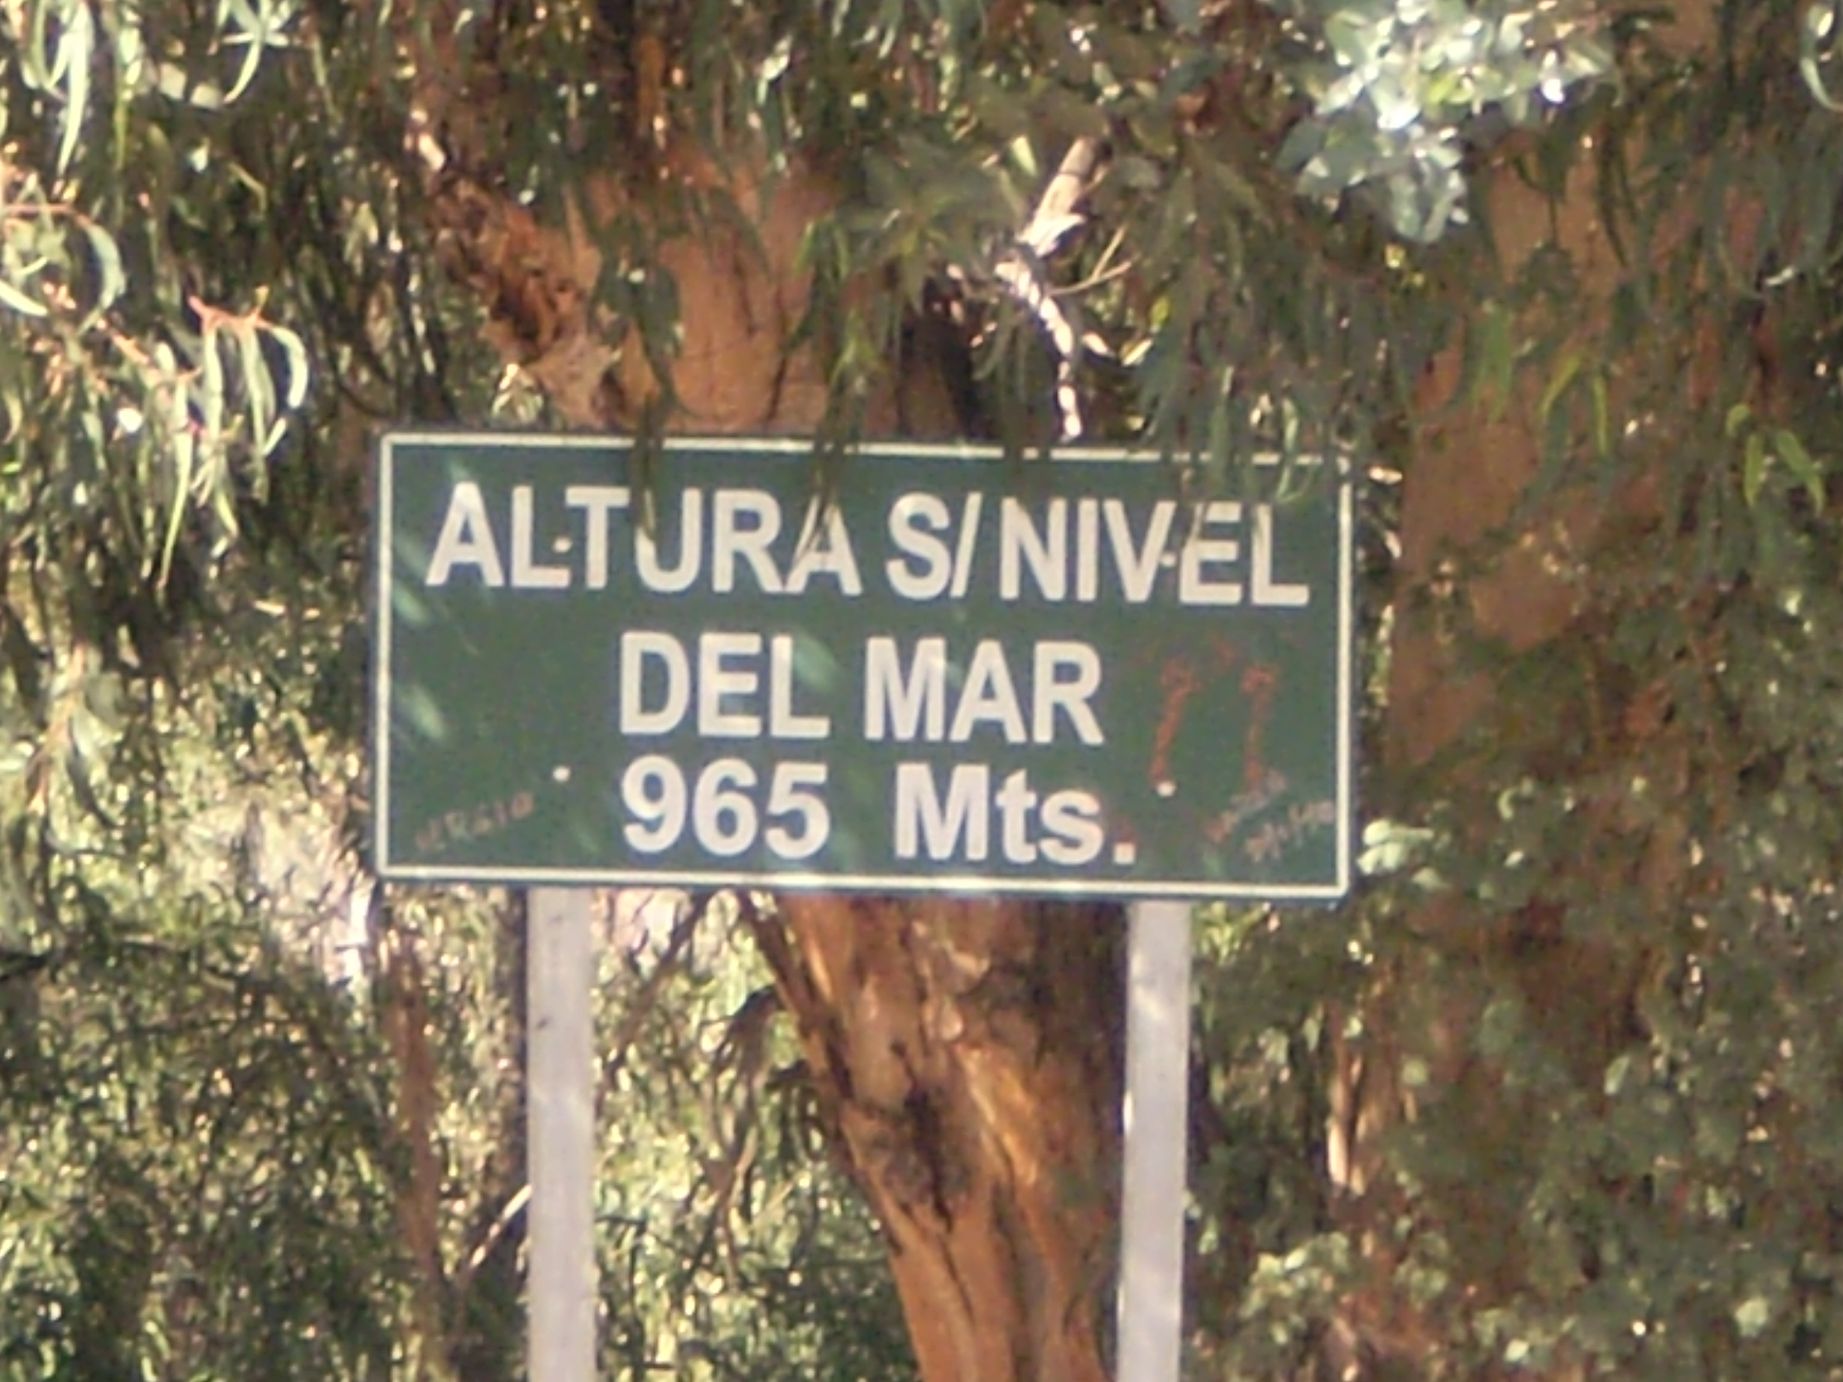 ALTURA S/NIVEL
DEL MAR
965 Mts.